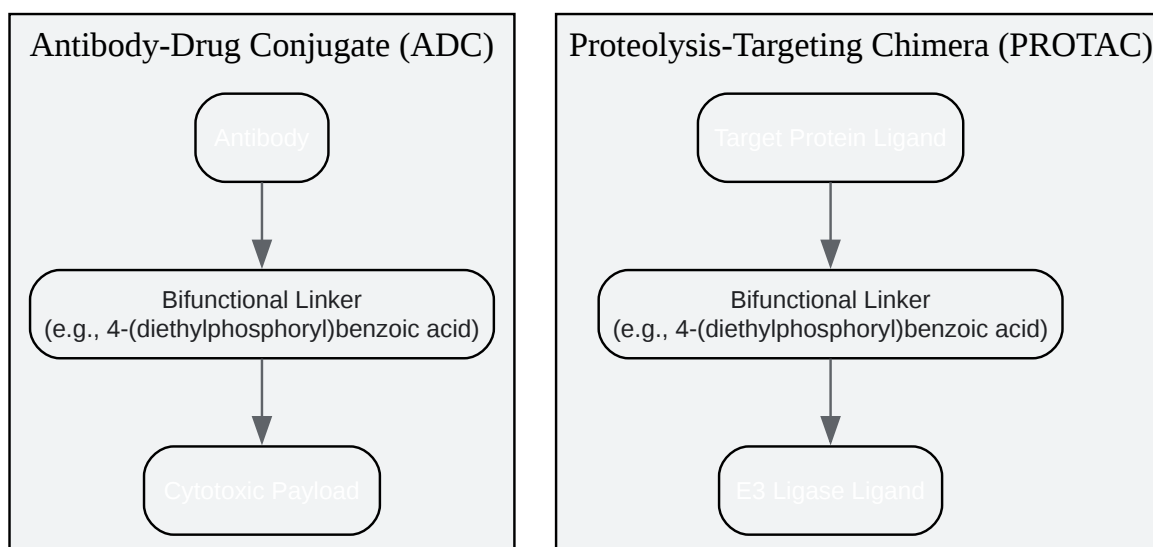 Antibody-Drug Conjugate (ADC)
Antibody
Bifunctional Linker
(e.g., 4-(diethylphosphoryl)benzoic acid)
Cytotoxic Payload
Proteolysis-Targeting Chimera (PROTAC)
Target Protein Ligand
Bifunctional Linker
(e.g., 4-(diethylphosphoryl)benzoic acid)
E3 Ligase Ligand